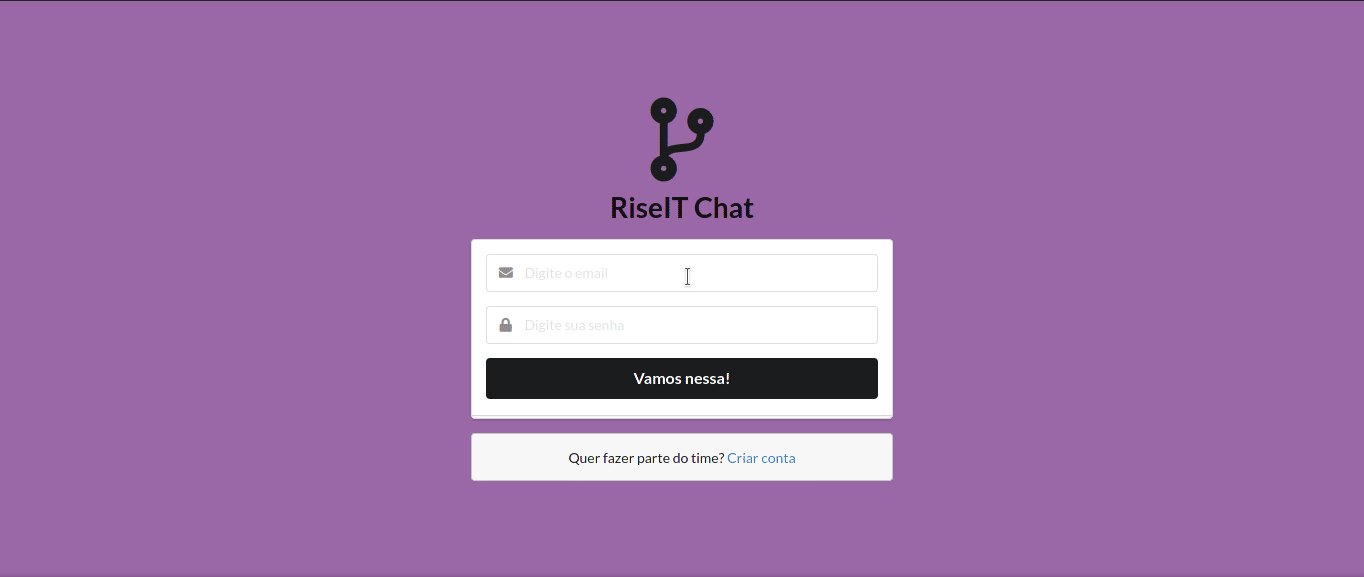 RiseIT Chat
Digite o email
Digite sua senha
Vamos nessa!
Quer fazer parte do time? Criar conta